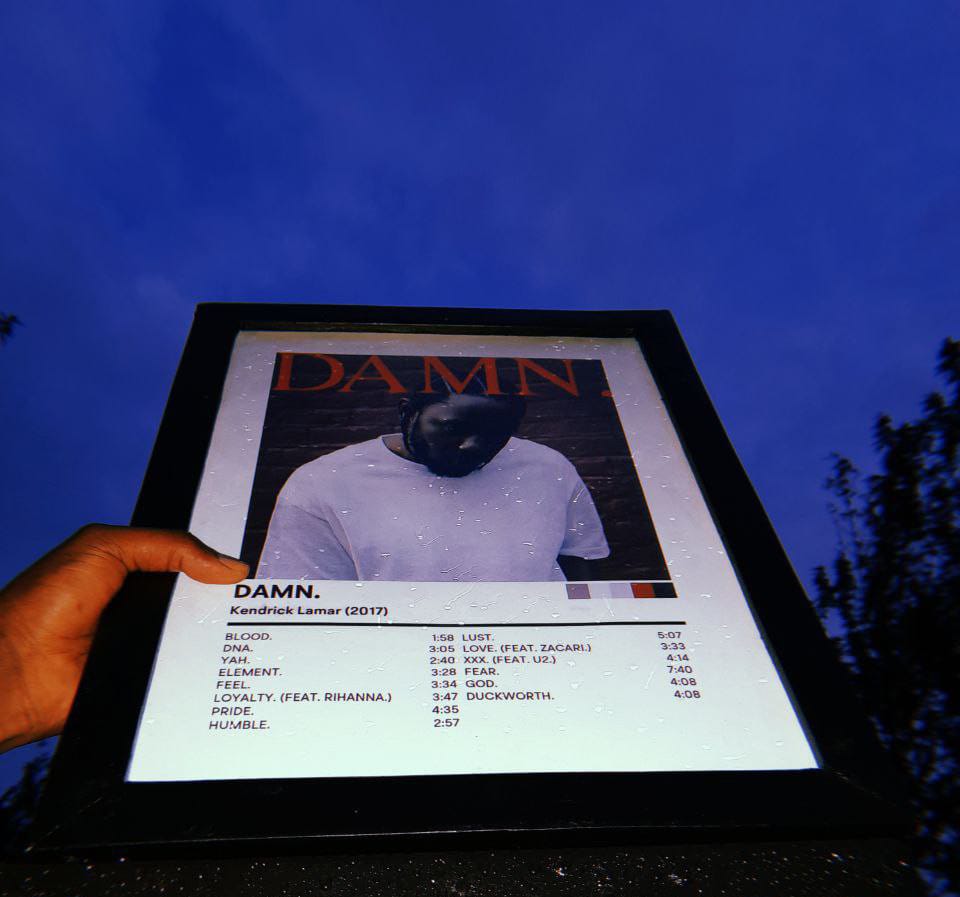 DAMN.
DAMN.
Kendrick Lamar (2017)
BLOOD. 1:58
DNA. 3:05
YAH. 2:40
ELEMENT. 3:28
FEEL. 3:34
LOYALTY. (FEAT. RIHANNA.) 3:47
PRIDE. 4:35
HUMBLE. 2:57
LUST. 5:07
LOVE. (FEAT. ZACARI.) 3:33
XXX. (FEAT. U2.) 4:14
FEAR. 7:40
GOD. 4:08
DUCKWORTH. 4:08